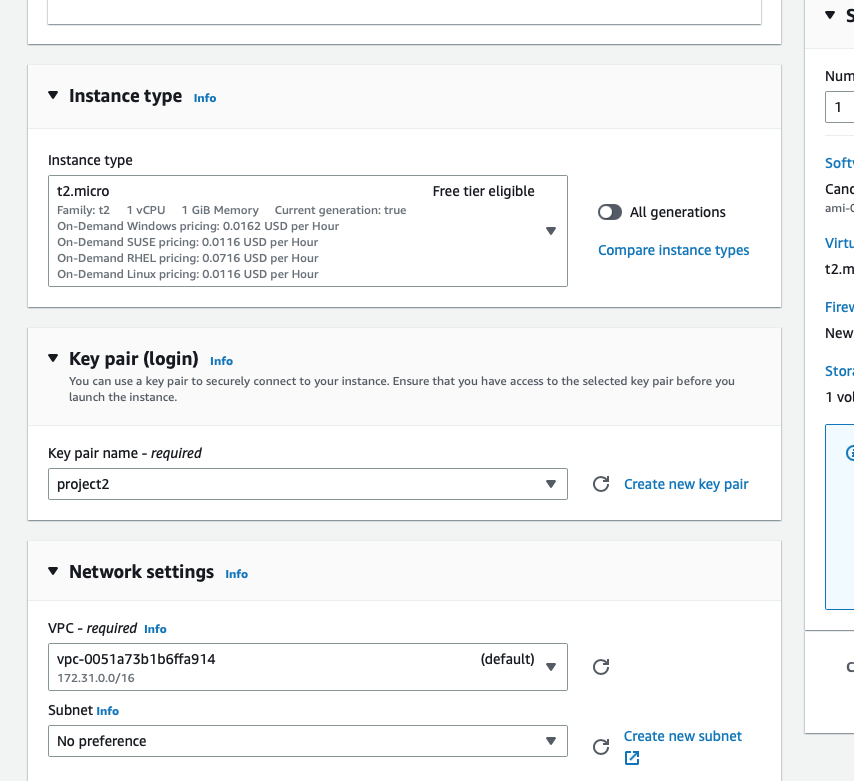 Instance type Info
Instance type
t2.micro Free tier eligible
Family: t2 1 vCPU 1 GiB Memory Current generation: true
On-Demand Windows pricing: 0.0162 USD per Hour
On-Demand SUSE pricing: 0.0116 USD per Hour
On-Demand RHEL pricing: 0.0716 USD per Hour
On-Demand Linux pricing: 0.0116 USD per Hour
All generations
Compare instance types
Key pair (login) Info
You can use a key pair to securely connect to your instance. Ensure that you have access to the selected key pair before you
launch the instance.
Key pair name - required
project2
Create new key pair
Network settings Info
VPC - required Info
vpc-0051a73b1b6ffa914 (default)
172.31.0.0/16
Subnet Info
No preference
Create new subnet
S
Num
1
Soft
Cano
ami-0
Virtu
t2.m
Firew
New
Stora
1 vol
C